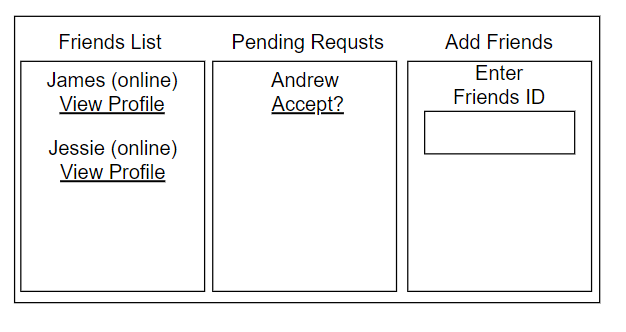 Friends List
James (online)
View Profile
Jessie (online)
View Profile
Pending Requsts
Andrew
Accept?
Add Friends
Enter
Friends ID